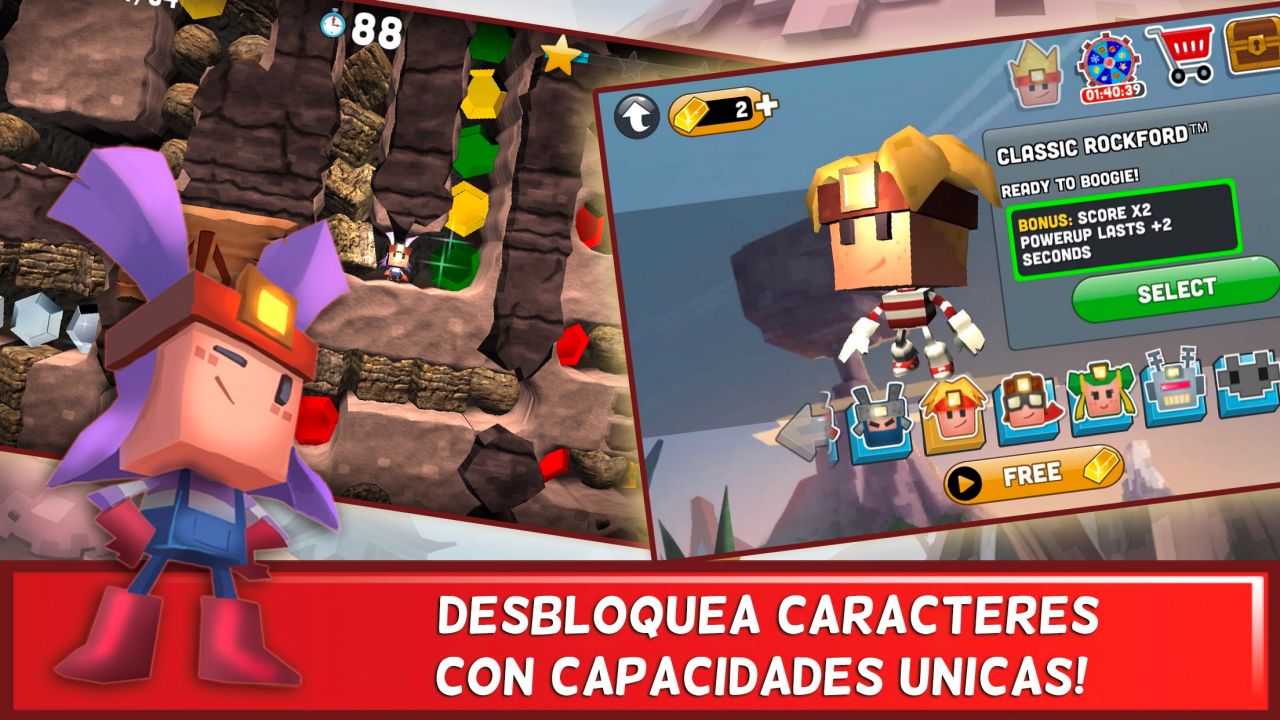 88
2
01:40:39
CLASSIC ROCKFORD™
READY TO BOOGIE!
BONUS: SCORE X2
POWERUP LASTS +2
SECONDS
SELECT
FREE
DESBLOQUEA CARACTERES
CON CAPACIDADES UNICAS!